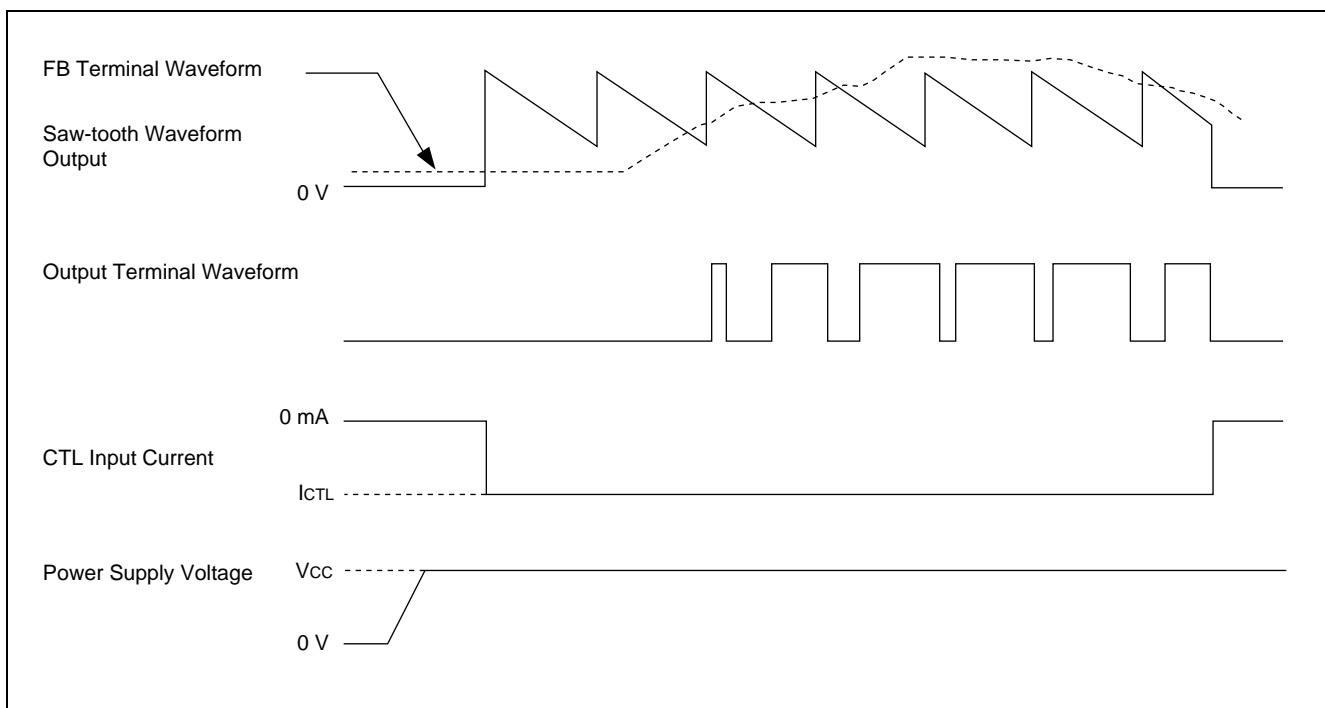 FB Terminal Waveform
Saw-tooth Waveform
Output
0 V
Output Terminal Waveform
0 mA
CTL Input Current
ICTL
Power Supply Voltage
VCC
0 V